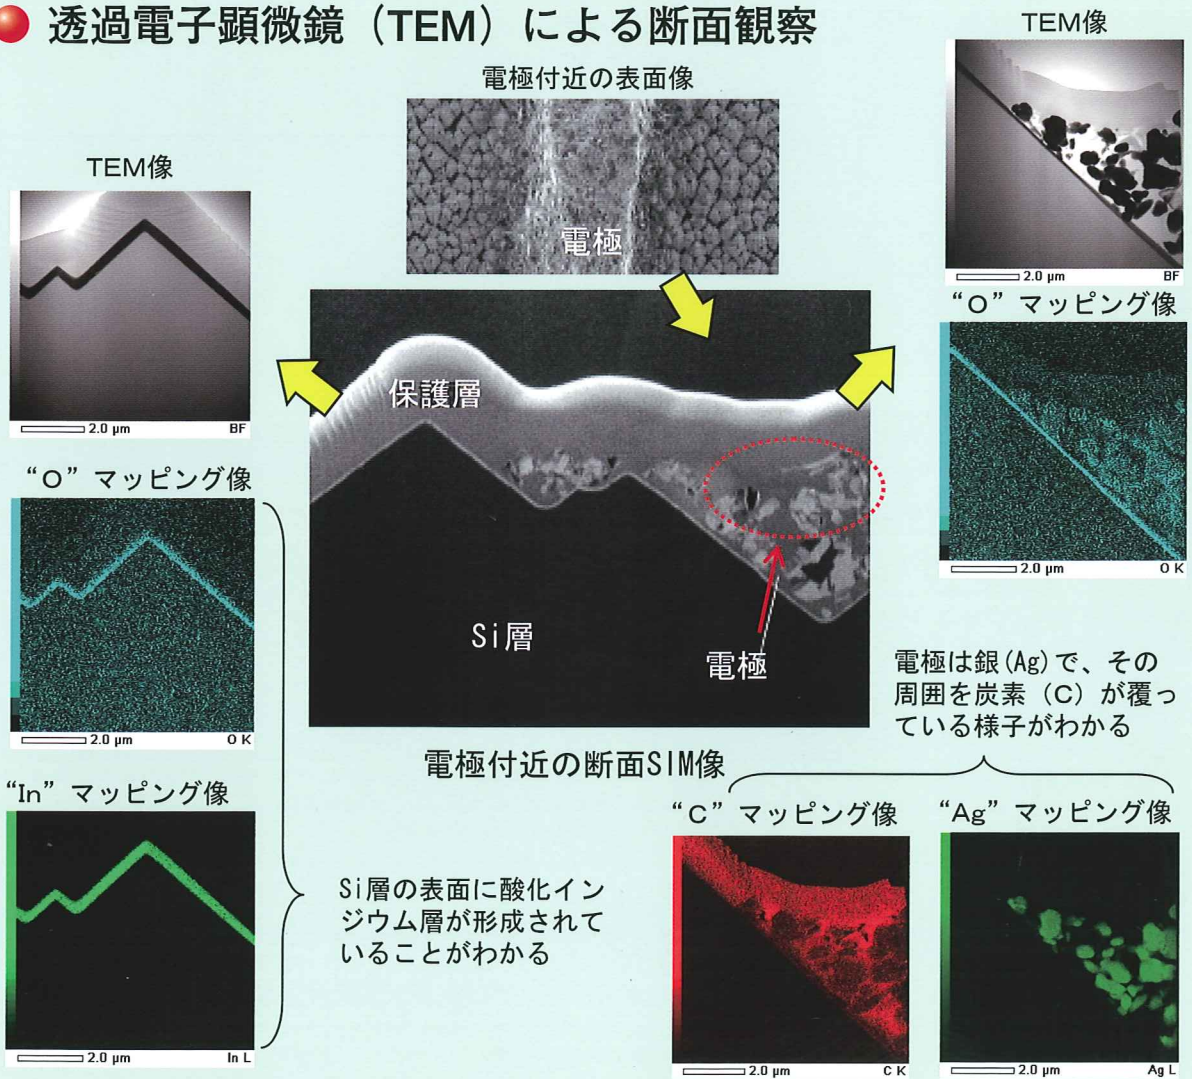 透過電子顕微鏡（TEM）による断面観察
電極付近の表面像
電極
TEM像
2.0 μm BF
TEM像
2.0 μm BF
“O” マッピング像
2.0 μm O K
保護層
Si層
電極
電極付近の断面SIM像
“O” マッピング像
2.0 μm O K
“In” マッピング像
2.0 μm In L
Si層の表面に酸化イン
ジウム層が形成されて
いることがわかる
電極は銀(Ag)で、その
周囲を炭素（C）が覆っ
ている様子がわかる
“C” マッピング像
2.0 μm C K
“Ag” マッピング像
2.0 μm Ag L